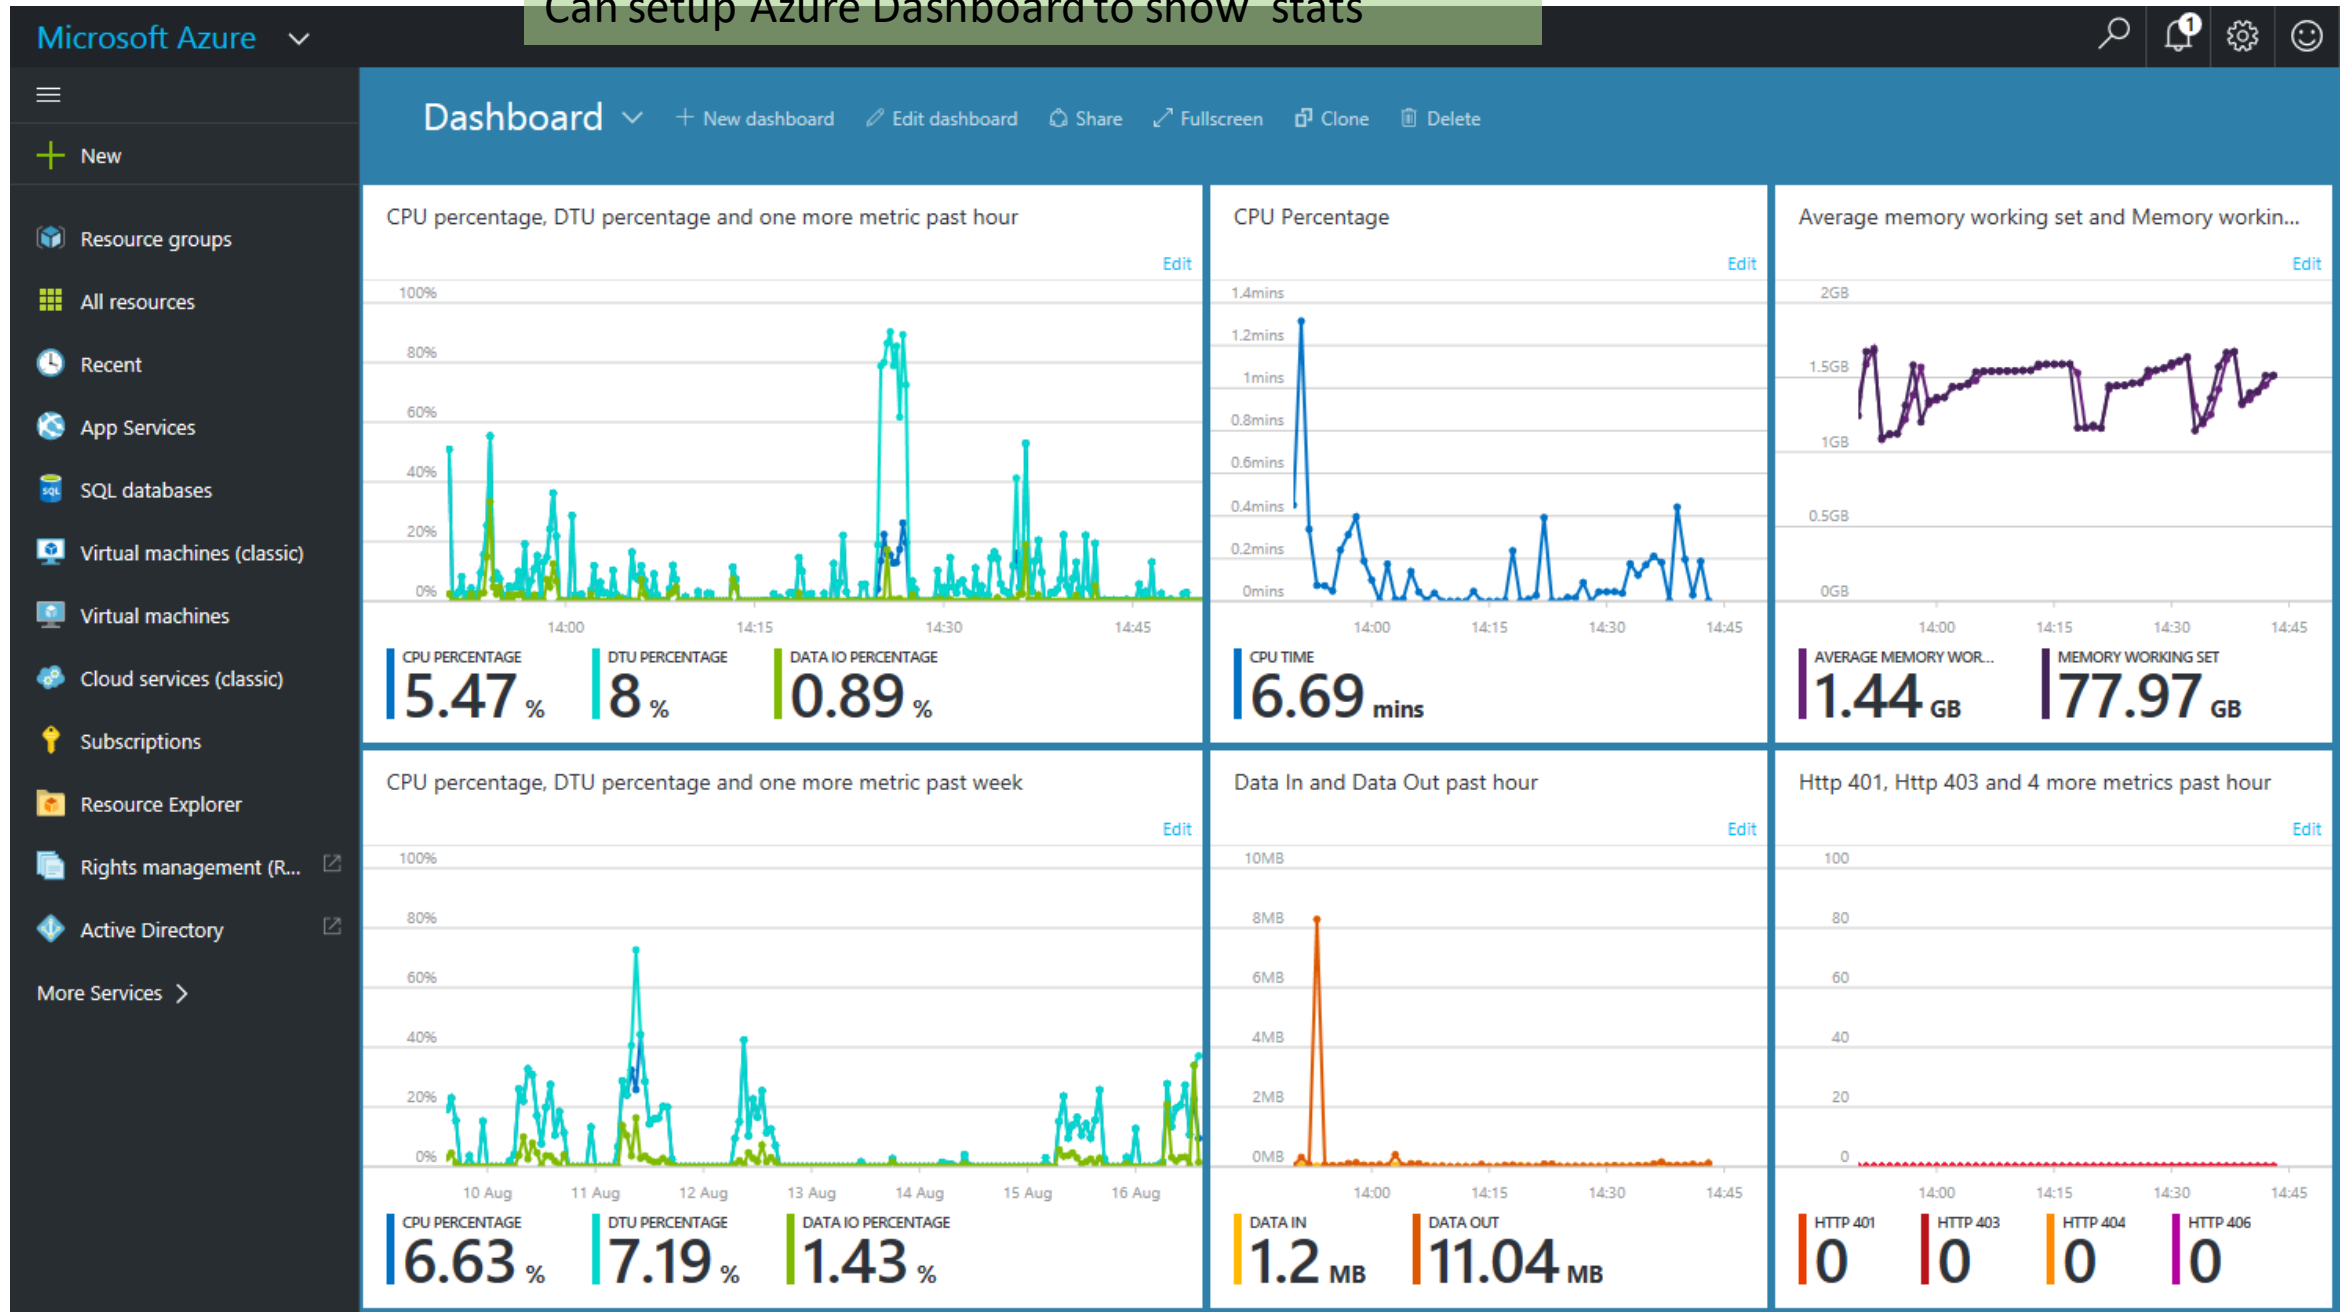 Can setup Azure Dashboard to show stats
Microsoft Azure
1
Dashboard
New dashboard
Edit dashboard
Share
Fullscreen
Clone
Delete
New
Resource groups
All resources
Recent
App Services
SQL databases
Virtual machines (classic)
Virtual machines
Cloud services (classic)
Subscriptions
Resource Explorer
Rights management (R...
Active Directory
More Services
CPU percentage, DTU percentage and one more metric past hour
Edit
100%
80%
60%
40%
20%
0%
14:00 14:15 14:30 14:45
CPU PERCENTAGE DTU PERCENTAGE DATA IO PERCENTAGE
5.47 % 8 % 0.89 %
CPU Percentage
Edit
1.4mins
1.2mins
1mins
0.8mins
0.6mins
0.4mins
0.2mins
0mins
14:00 14:15 14:30 14:45
CPU TIME
6.69 mins
Average memory working set and Memory workin...
Edit
2GB
1.5GB
1GB
0.5GB
0GB
14:00 14:15 14:30 14:45
AVERAGE MEMORY WOR... MEMORY WORKING SET
1.44 GB 77.97 GB
CPU percentage, DTU percentage and one more metric past week
Edit
100%
80%
60%
40%
20%
0%
10 Aug 11 Aug 12 Aug 13 Aug 14 Aug 15 Aug 16 Aug
CPU PERCENTAGE DTU PERCENTAGE DATA IO PERCENTAGE
6.63 % 7.19 % 1.43 %
Data In and Data Out past hour
Edit
10MB
8MB
6MB
4MB
2MB
0MB
14:00 14:15 14:30 14:45
DATA IN DATA OUT
1.2 MB 11.04 MB
Http 401, Http 403 and 4 more metrics past hour
Edit
100
80
60
40
20
0
14:00 14:15 14:30 14:45
HTTP 401 HTTP 403 HTTP 404 HTTP 406
0 0 0 0